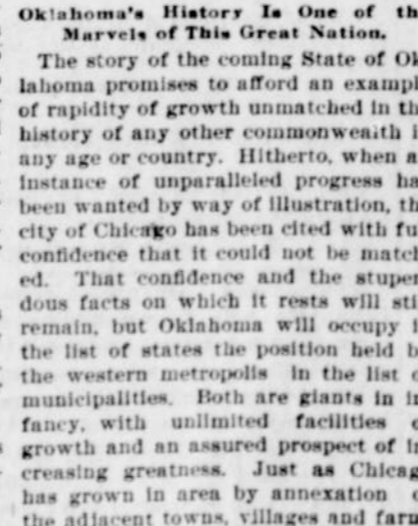 Oklahoma's History Is One of th
Marvels of This Great Nation.
The story of the coming State of Ok
lahoma promises to afford an exampl
of rapidity of growth unmatched in th
history of any other commonwealth i
any age or country. Hitherto, when a
instance of unparalleled progress ha
been wanted by way of illustration, th
city of Chicago has been cited with fu
confidence that it could not be match
ed. That confidence and the stupen
dous facts on which it rests will sti
remain, but Oklahoma will occupy i
the list of states the position held b
the western metropolis in the list o
municipalities. Both are giants in in
fancy, with unlimited facilities o
growth and an assured prospect of in
creasing greatness. Just as Chicag
has grown in area by annexation o
the adjacent towns, villages and farm